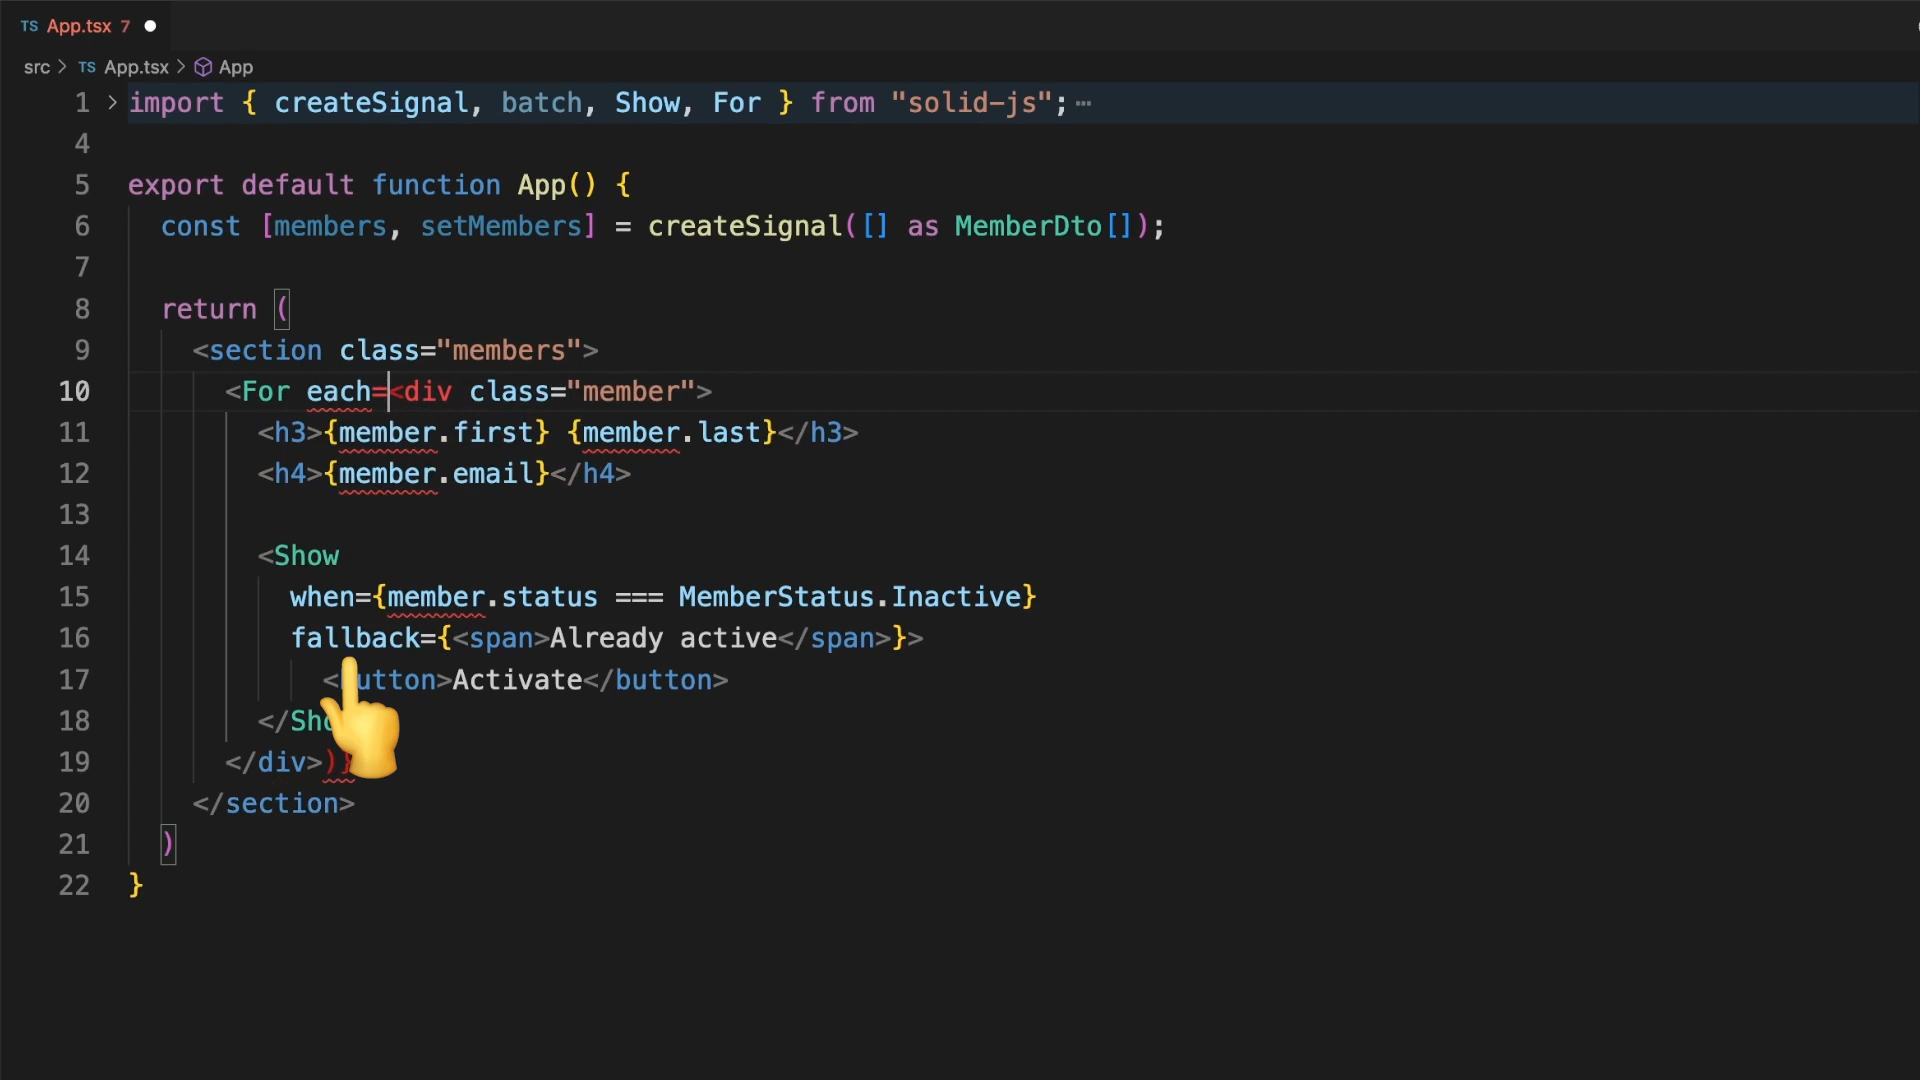 TS App.tsx 7
src > TS App.tsx > App
1 > import { createSignal, batch, Show, For } from "solid-js";⋯
4
5 export default function App() {
6   const [members, setMembers] = createSignal([] as MemberDto[]);
7
8   return (
9     <section class="members">
10       <For each=<div class="member">
11         <h3>{member.first} {member.last}</h3>
12         <h4>{member.email}</h4>
13
14         <Show
15           when={member.status === MemberStatus.Inactive}
16           fallback={<span>Already active</span>}>
17             <utton>Activate</button>
18         </Sho
19       </div>)}
20     </section>
21   )
22 }